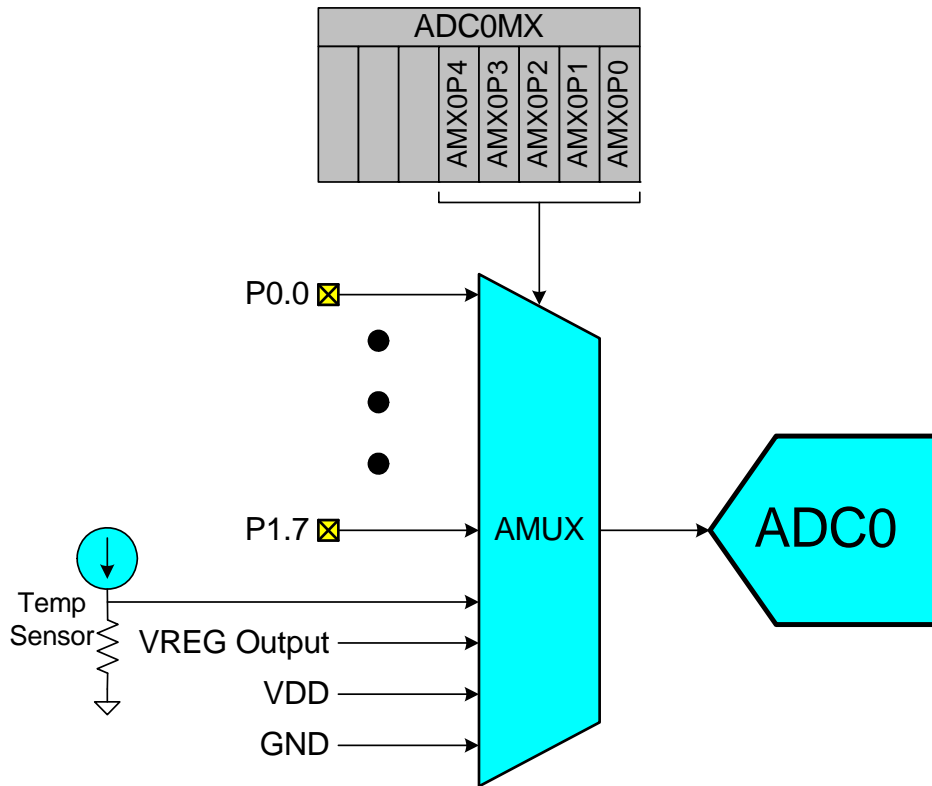 ADC0MX
AMX0P4
AMX0P3
AMX0P2
AMX0P1
AMX0P0
P0.0
P1.7
AMUX
ADC0
Temp
Sensor
VREG Output
VDD
GND